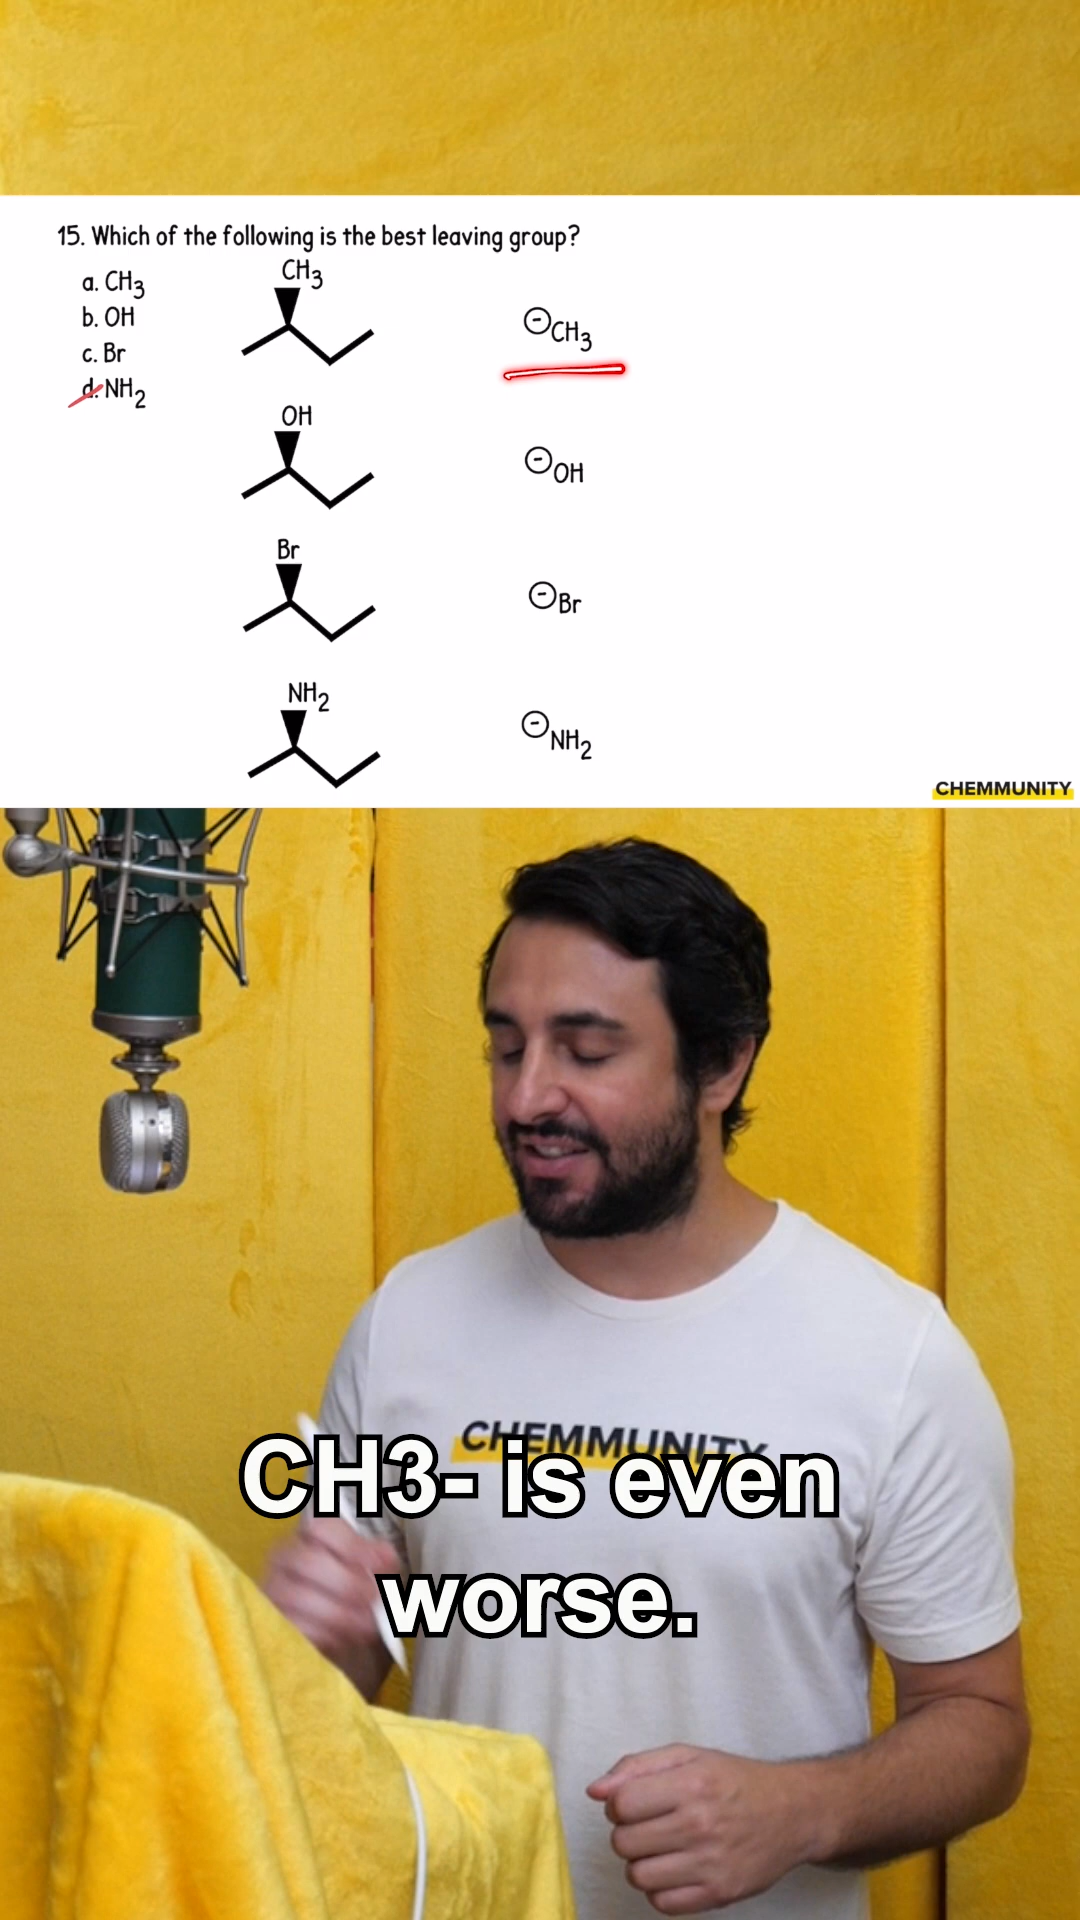 15. Which of the following is the best leaving group?
a. CH3
b. OH
c. Br
d. NH2
CH3
⊖CH3
OH
⊖OH
Br
⊖Br
NH2
⊖NH2
CHEMMUNITY
CHEMMUNITY
CH3- is even
worse.